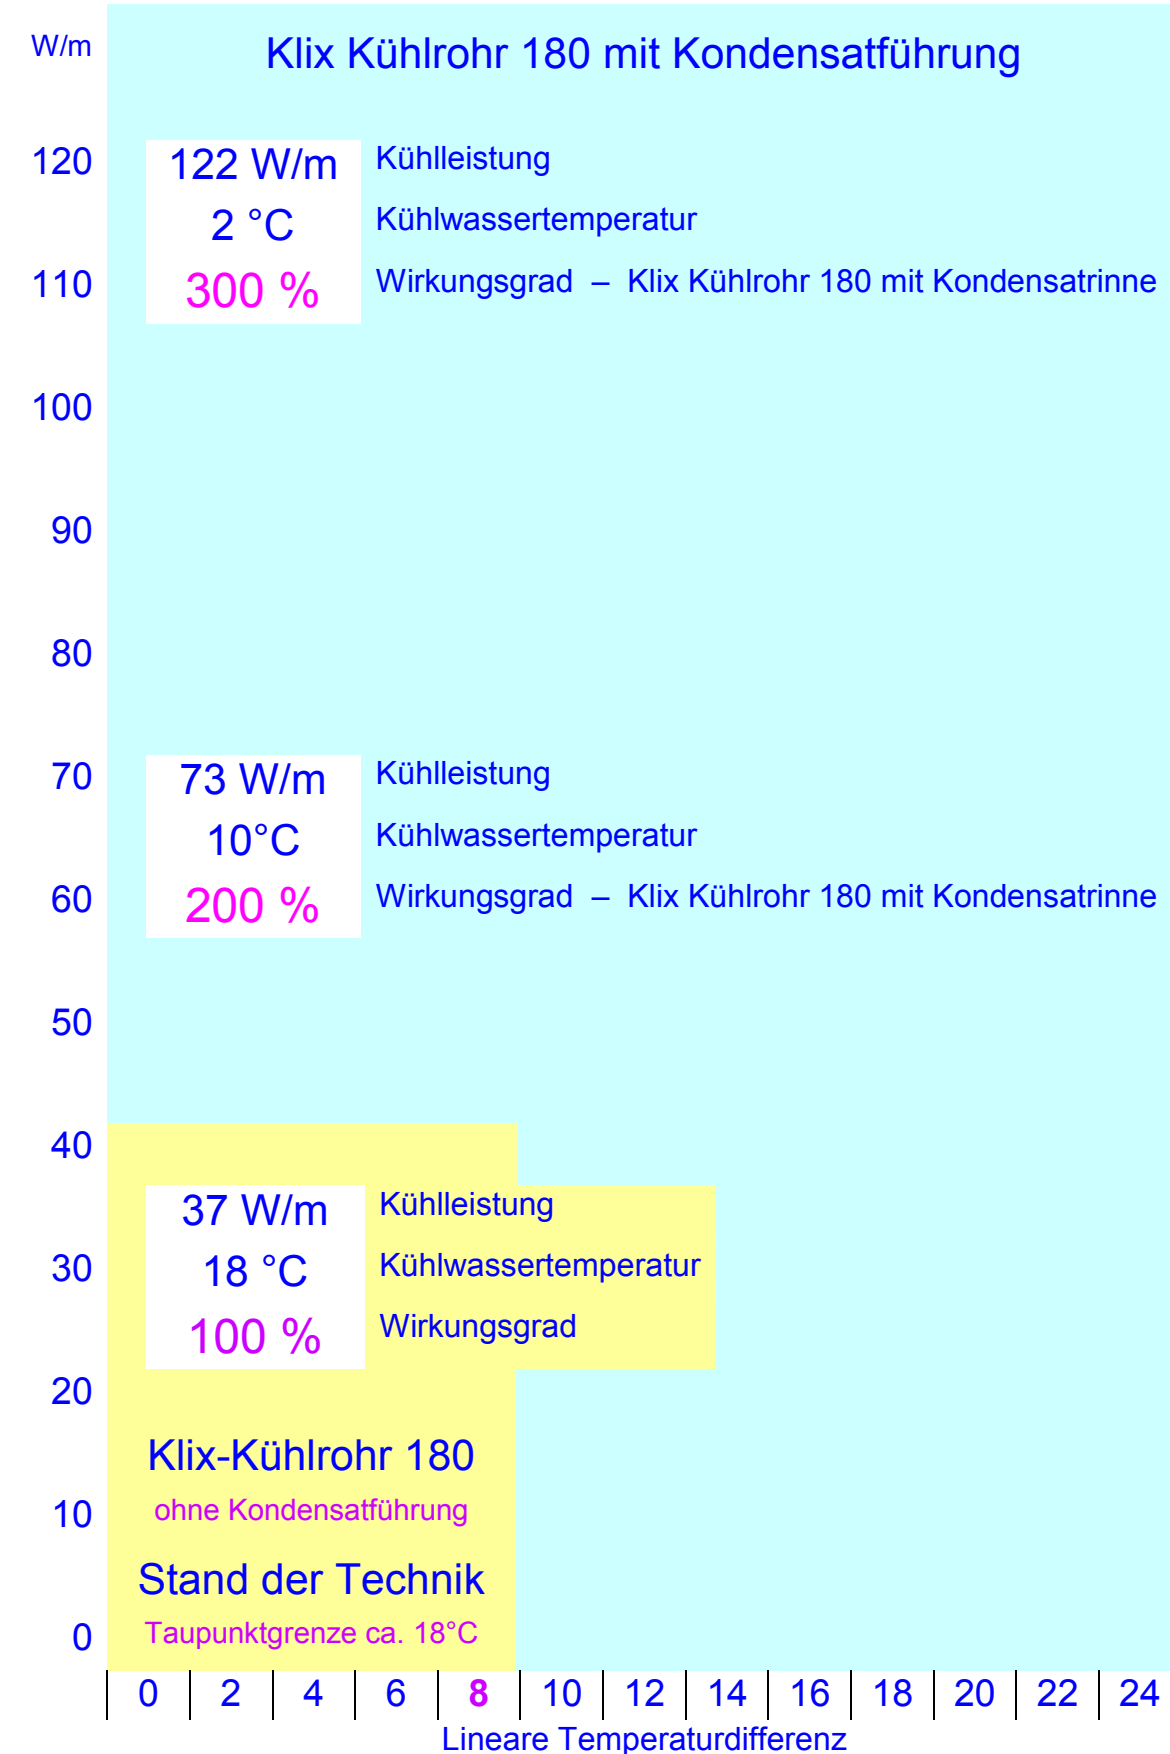 W/m
Klix Kühlrohr 180 mit Kondensatführung
120
122 W/m Kühlleistung
2 °C Kühlwassertemperatur
110
300 % Wirkungsgrad – Klix Kühlrohr 180 mit Kondensatrinne
100
90
80
70
73 W/m Kühlleistung
10°C Kühlwassertemperatur
60
200 % Wirkungsgrad – Klix Kühlrohr 180 mit Kondensatrinne
50
40
37 W/m Kühlleistung
30
18 °C Kühlwassertemperatur
100 % Wirkungsgrad
20
Klix-Kühlrohr 180
10
ohne Kondensatführung
Stand der Technik
0
Taupunktgrenze ca. 18°C
0 2 4 6 8 10 12 14 16 18 20 22 24
Lineare Temperaturdifferenz